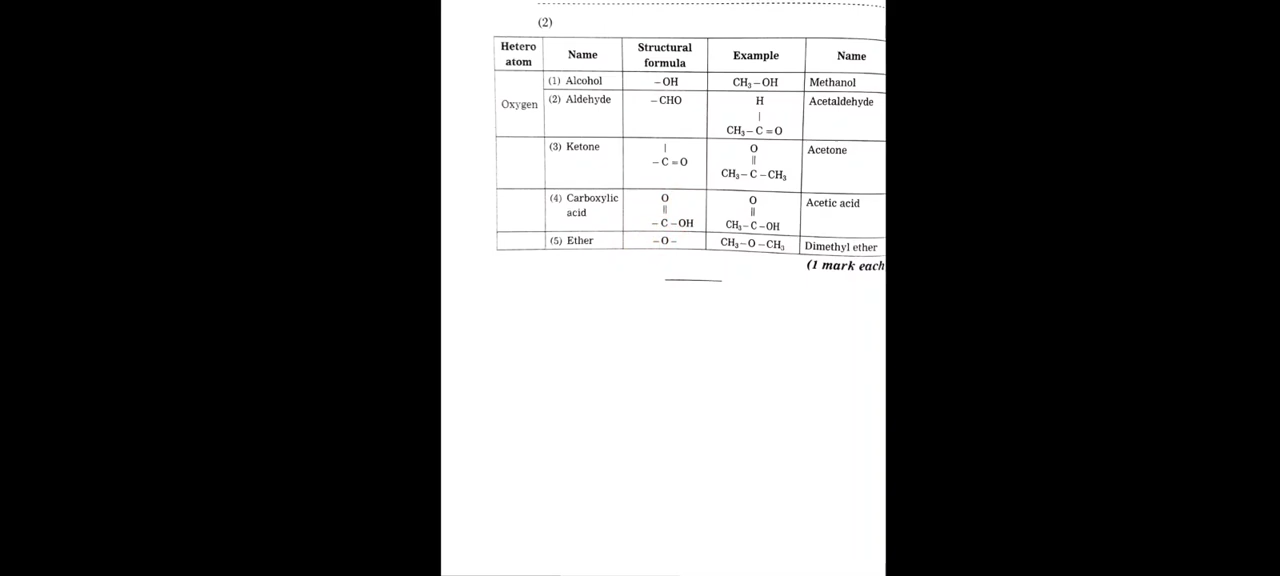 (2)
Hetero atom | Name | Structural formula | Example | Name
Oxygen | (1) Alcohol | – OH | CH₃ – OH | Methanol
(2) Aldehyde | – CHO | H
|
CH₃ – C = O | Acetaldehyde
(3) Ketone | |
– C = O | O
||
CH₃ – C – CH₃ | Acetone
(4) Carboxylic acid | O
||
– C – OH | O
||
CH₃ – C – OH | Acetic acid
(5) Ether | – O – | CH₃ – O – CH₃ | Dimethyl ether
(1 mark each